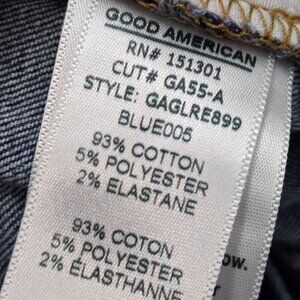 GOOD AMERICAN
RN# 151301
CUT# GA55-A
STYLE: GAGLRE899
BLUE005
93% COTTON
5% POLYESTER
2% ELASTANE
93% COTON
5% POLYESTER
2% ÉLASTHANNE
ow.